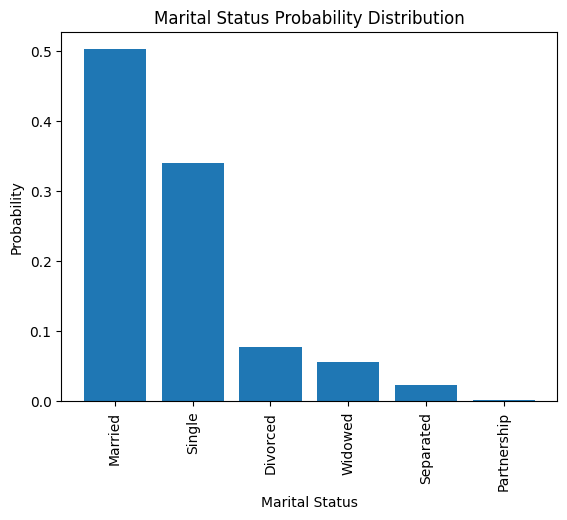 Marital Status Probability Distribution
Probability
0.5
0.4
0.3
0.2
0.1
0.0
Married
Single
Divorced
Widowed
Separated
Partnership
Marital Status